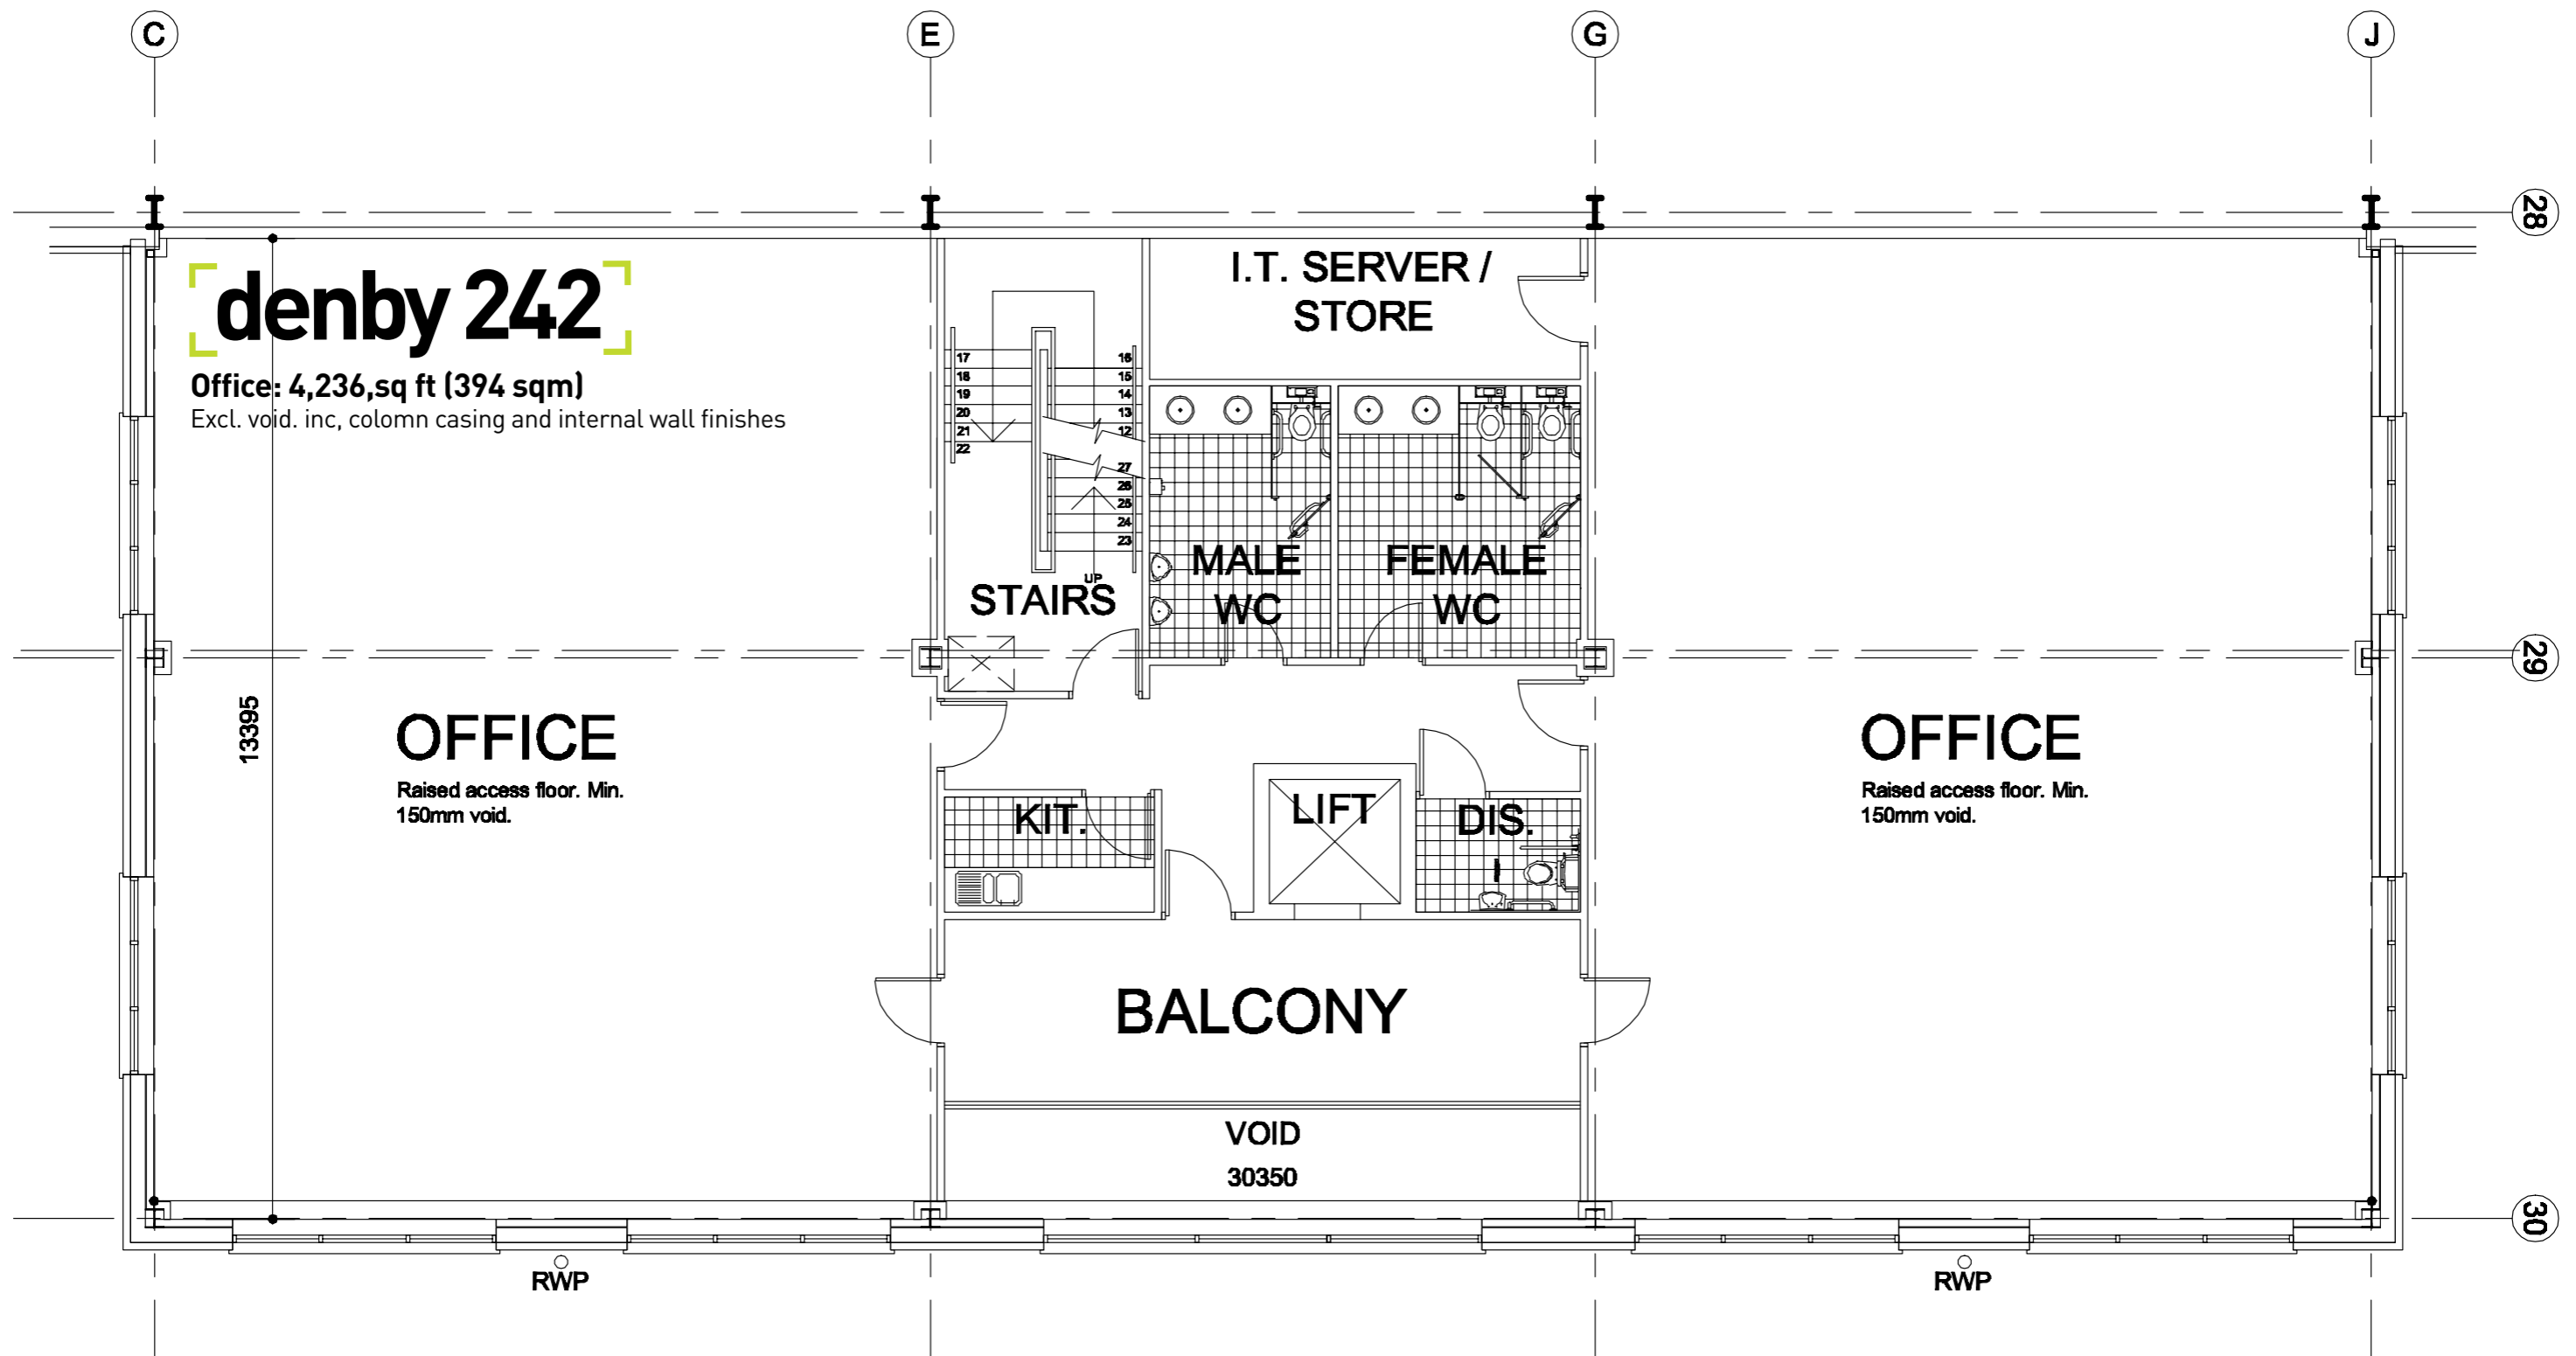 C
E
G
J
28
denby 242
Office: 4,236,sq ft (394 sqm)
Excl. void. inc, colomn casing and internal wall finishes
I.T. SERVER /
STORE
17
18
19
20
21
22
16
15
14
13
12
27
26
25
24
23
UP
STAIRS
MALE
WC
FEMALE
WC
29
13395
OFFICE
Raised access floor. Min.
150mm void.
OFFICE
Raised access floor. Min.
150mm void.
KIT.
LIFT
DIS.
BALCONY
VOID
30350
30
RWP
RWP